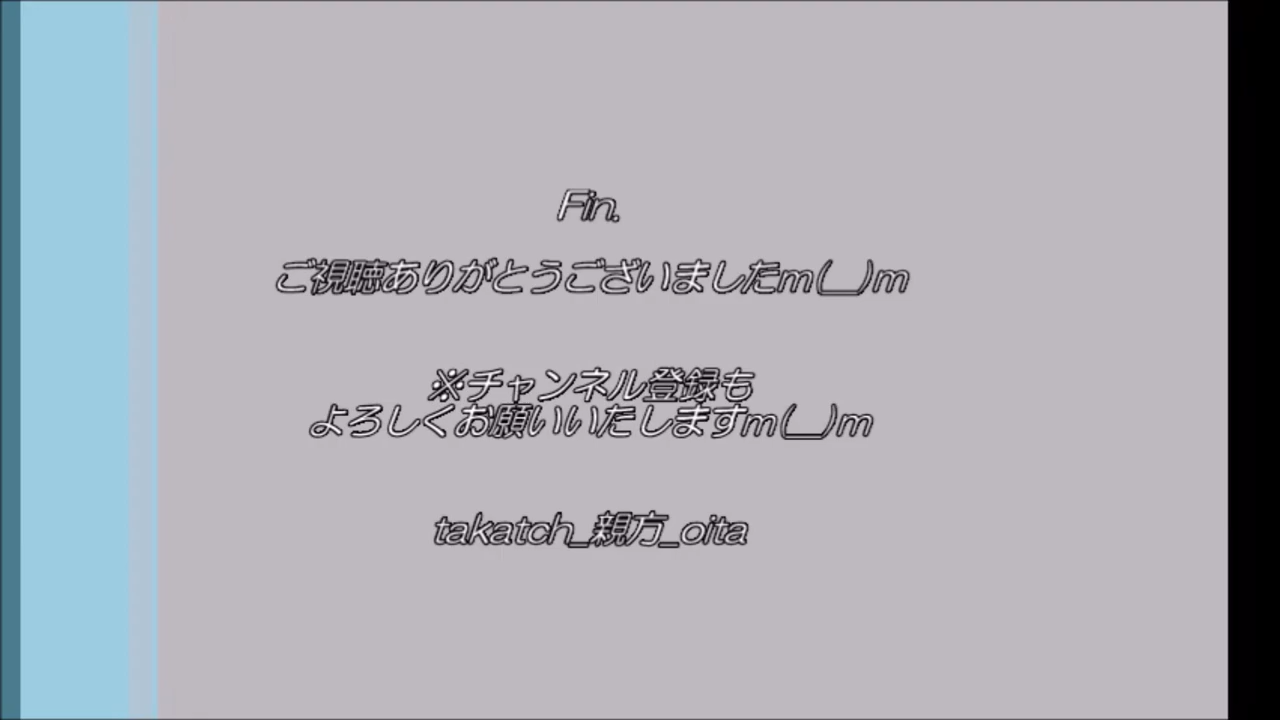 Fin.
ご視聴ありがとうございましたm(__)m
※チャンネル登録も
よろしくお願いいたしますm(__)m
takatch_親方_oita